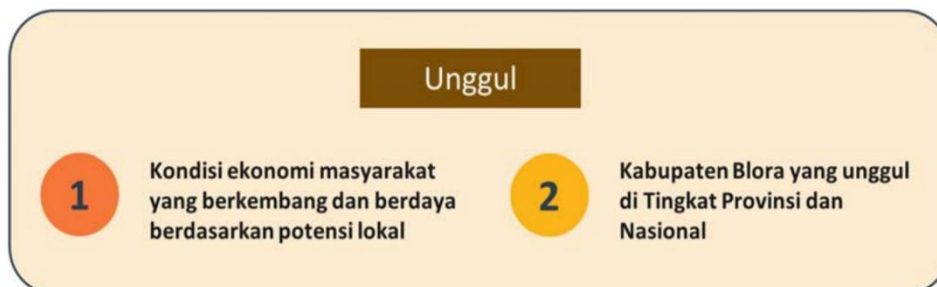 Unggul
1
Kondisi ekonomi masyarakat
yang berkembang dan berdaya
berdasarkan potensi lokal
2
Kabupaten Blora yang unggul
di Tingkat Provinsi dan
Nasional